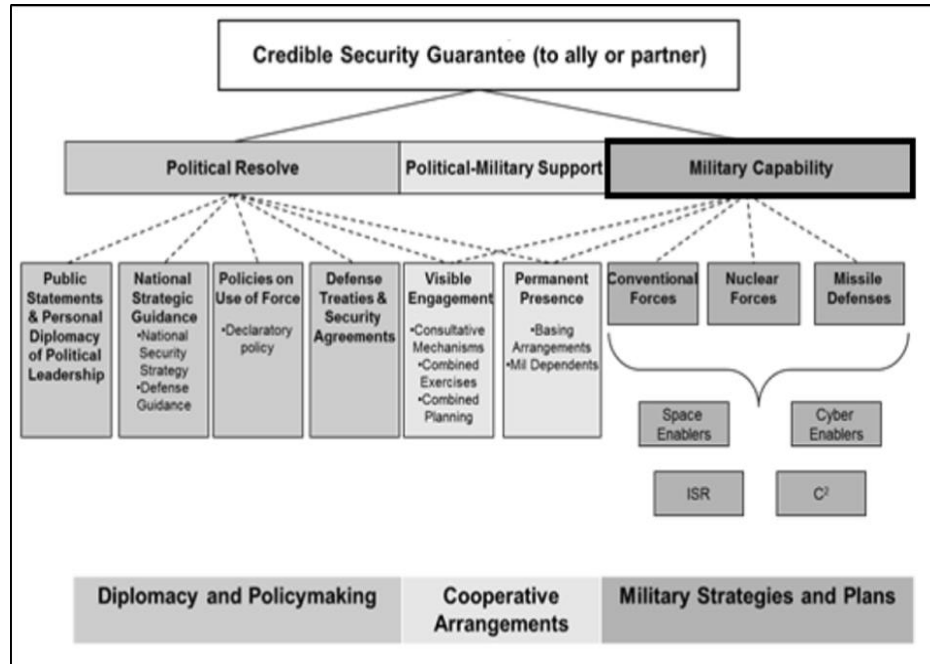 Credible Security Guarantee (to ally or partner)
Political Resolve
Political-Military Support
Military Capability
Public
Statements
& Personal
Diplomacy
of Political
Leadership
National
Strategic
Guidance
•National
Security
Strategy
•Defense
Guidance
Policies on
Use of Force
•Declaratory
policy
Defense
Treaties &
Security
Agreements
Visible
Engagement
•Consultative
Mechanisms
•Combined
Exercises
•Combined
Planning
Permanent
Presence
•Basing
Arrangements
•Mil Dependents
Conventional
Forces
Nuclear
Forces
Missile
Defenses
Space
Enablers
Cyber
Enablers
ISR
C²
Diplomacy and Policymaking
Cooperative
Arrangements
Military Strategies and Plans